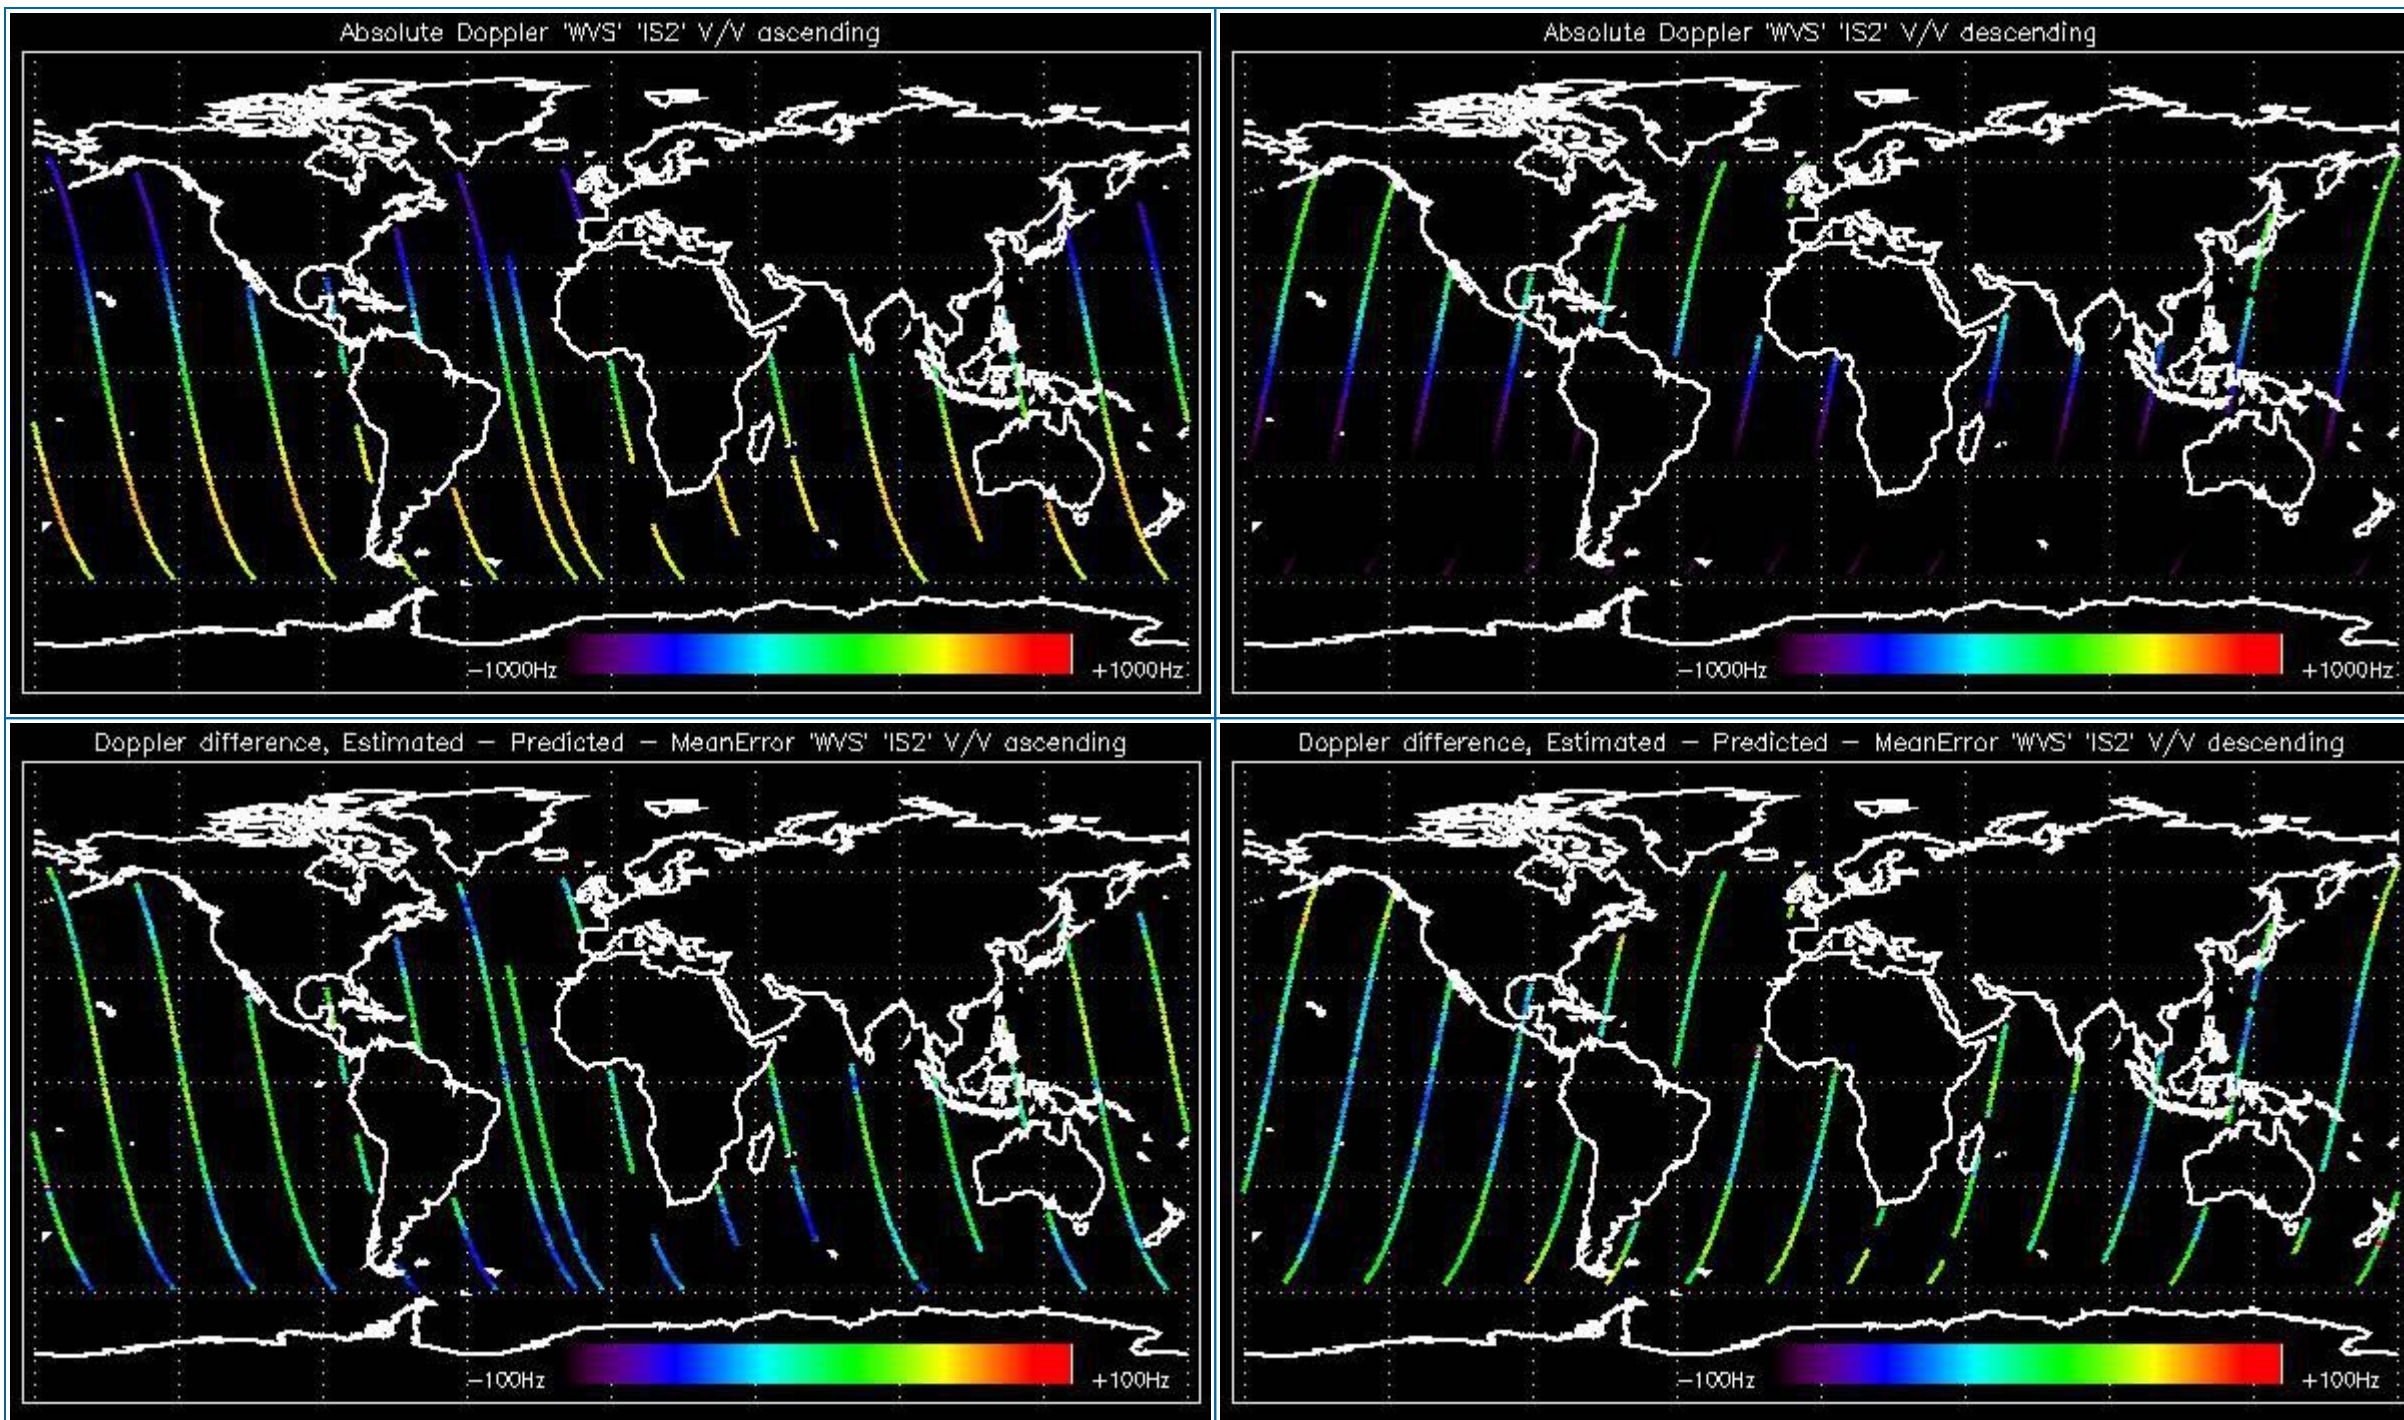 Absolute Doppler 'WVS' 'IS2' V/V ascending
-1000Hz
+1000Hz
Absolute Doppler 'WVS' 'IS2' V/V descending
-1000Hz
+1000Hz
Doppler difference, Estimated - Predicted - MeanError 'WVS' 'IS2' V/V ascending
-100Hz
+100Hz
Doppler difference, Estimated - Predicted - MeanError 'WVS' 'IS2' V/V descending
-100Hz
+100Hz